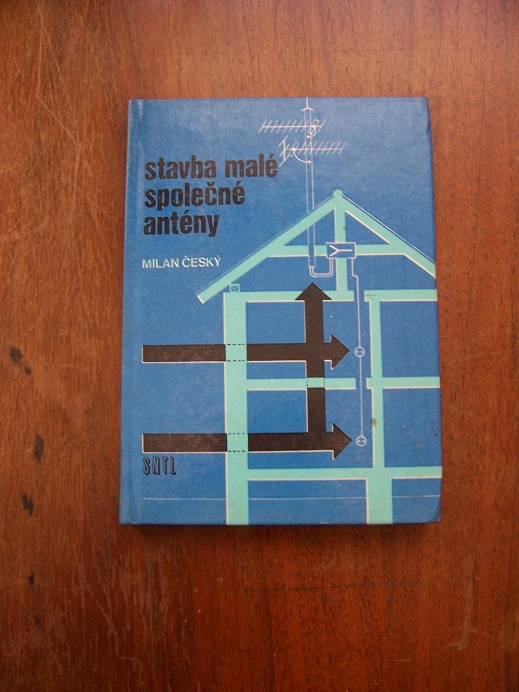 stavba malé
společné
antény
MILAN ČESKÝ
SNTL